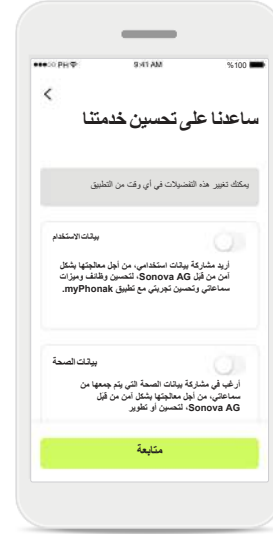 PH 9:41 AM %100
ساعدنا على تحسين خدمتنا
يمكنك تغيير هذه التفضيلات في أي وقت من التطبيق
بيانات الاستخدام
أريد مشاركة بيانات استخدامي، من أجل معالجتها بشكل
آمن من قبل Sonova AG، لتحسين وظائف وميزات
سماعاتي وتحسين تجربتي مع تطبيق myPhonak.
بيانات الصحة
أرغب في مشاركة بيانات الصحة التي يتم جمعها من
سماعاتي، من أجل معالجتها بشكل آمن من قبل
Sonova AG، لتحسين أو تطوير
متابعة